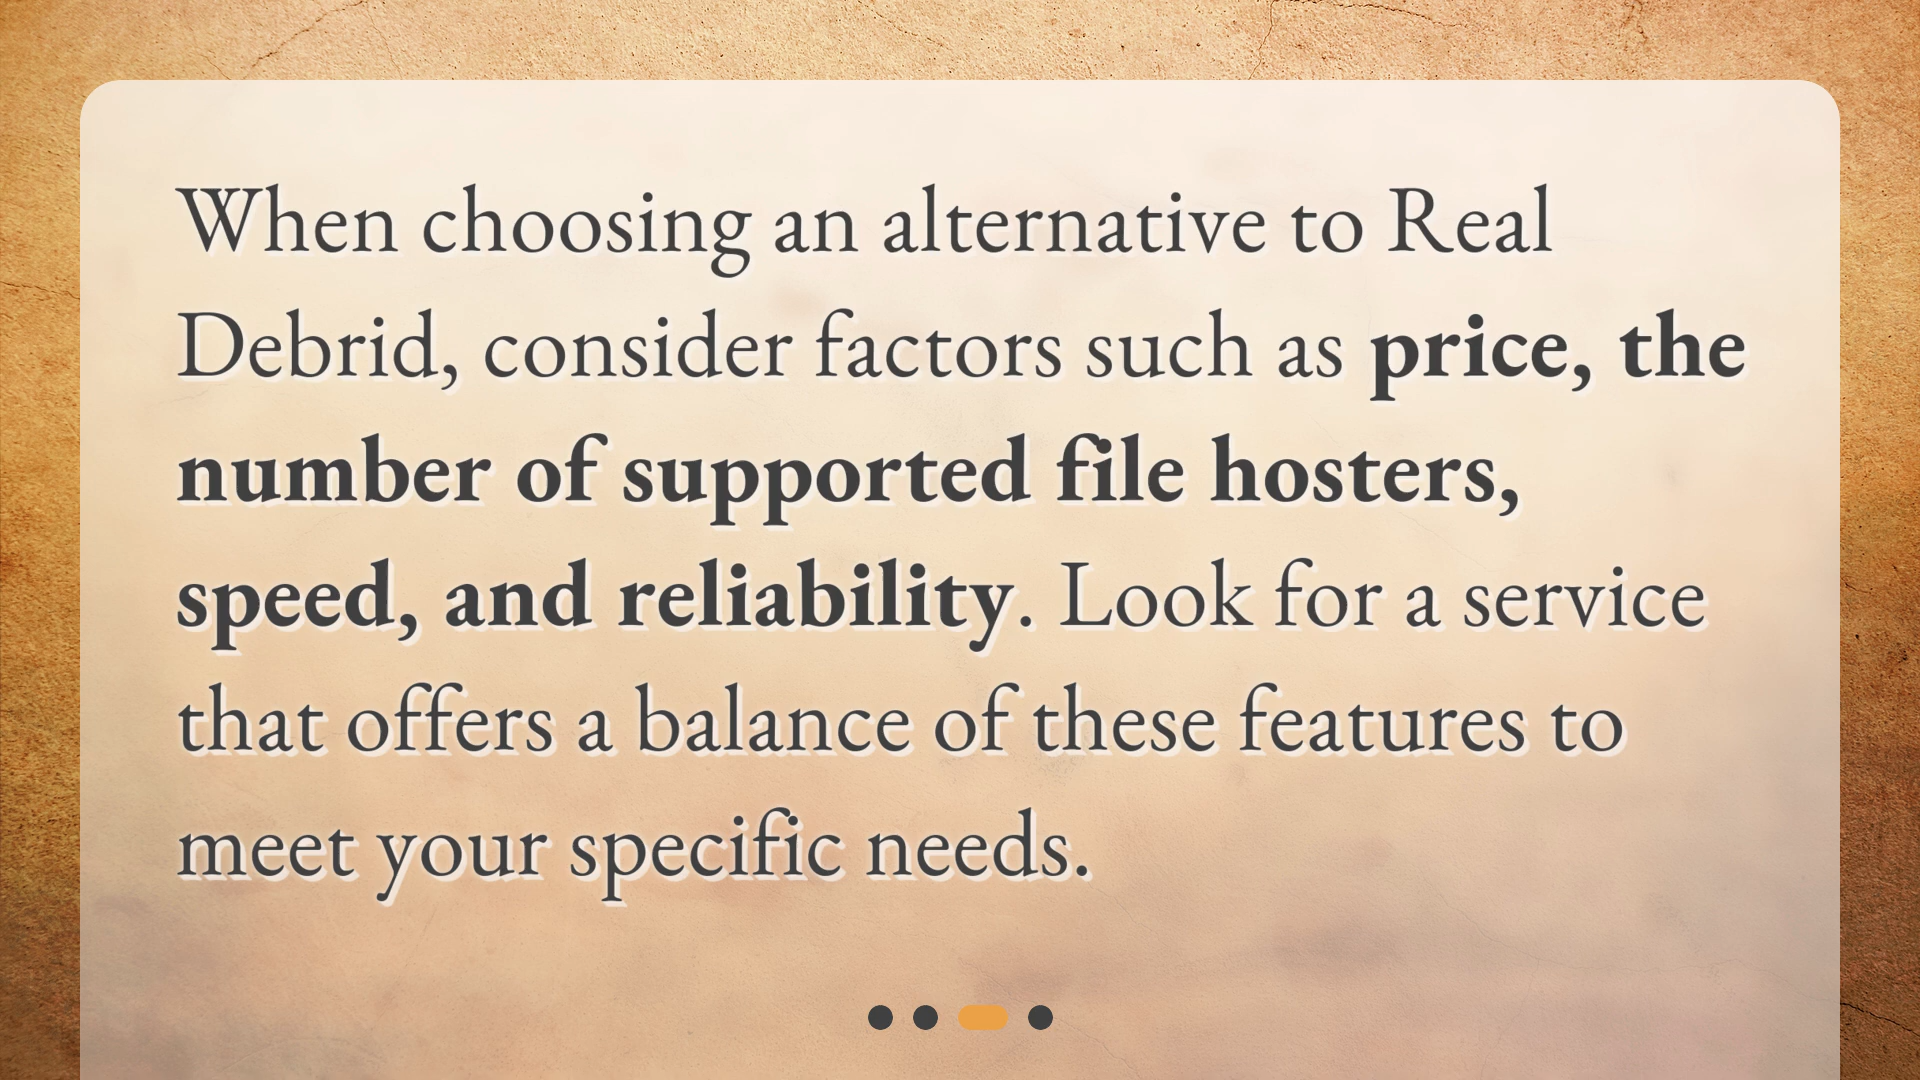 When choosing an alternative to Real
Debrid, consider factors such as price, the
number of supported file hosters,
speed, and reliability. Look for a service
that offers a balance of these features to
meet your specific needs.